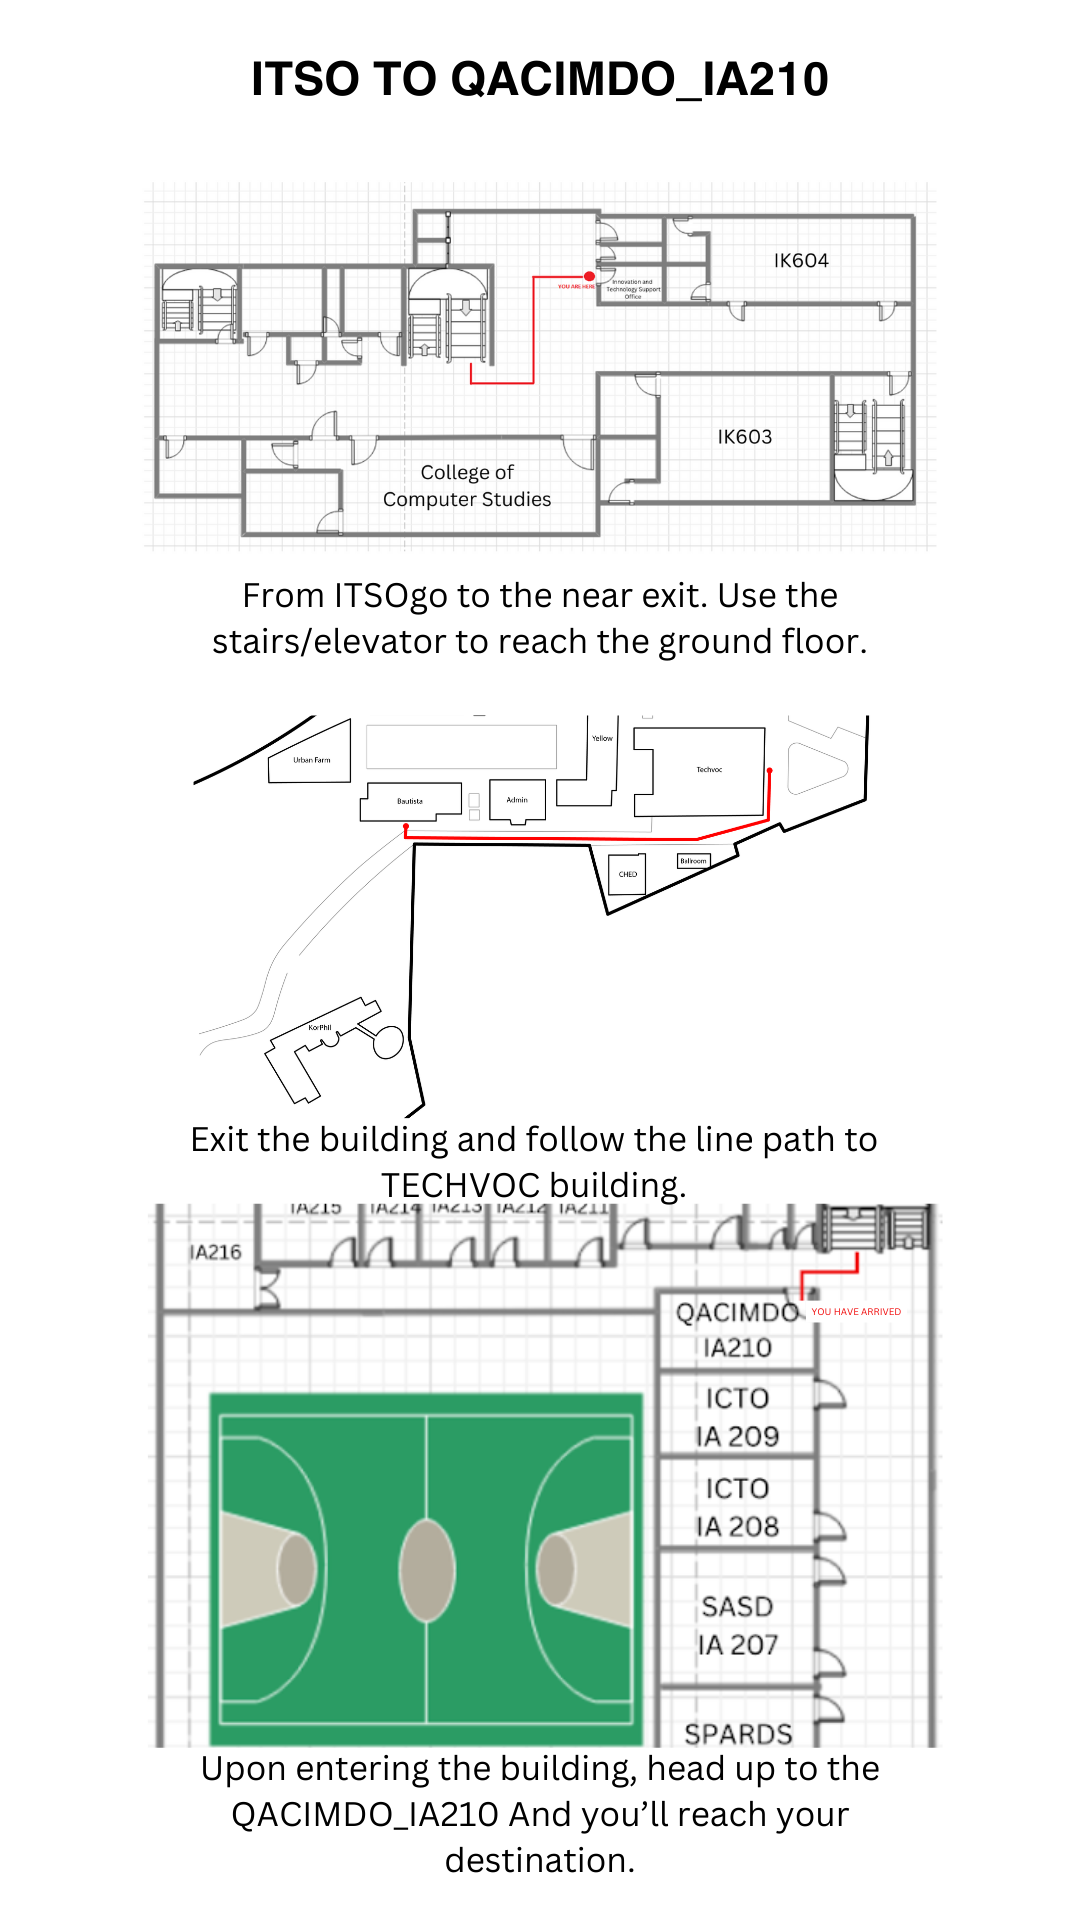 ITSO TO QACIMDO_IA210
IK604
Innovation and
Technology Support
Office
YOU ARE HERE
IK603
College of
Computer Studies
From ITSOgo to the near exit. Use the
stairs/elevator to reach the ground floor.
Urban Farm
Yellow
Techvoc
Bautista
Admin
CHED
Ballroom
KorPhil
Exit the building and follow the line path to
TECHVOC building.
IA215
IA214
IA213
IA212
IA211
IA216
QACIMDO
IA210
YOU HAVE ARRIVED
ICTO
IA 209
ICTO
IA 208
SASD
IA 207
SPARDS
Upon entering the building, head up to the
QACIMDO_IA210 And you’ll reach your
destination.